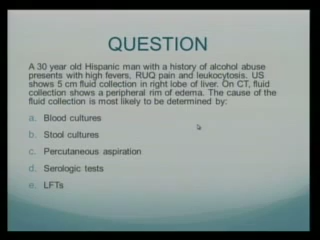 QUESTION
A 30 year old Hispanic man with a history of alcohol abuse
presents with high fevers, RUQ pain and leukocytosis. US
shows 5 cm fluid collection in right lobe of liver. On CT, fluid
collection shows a peripheral rim of edema. The cause of the
fluid collection is most likely to be determined by:
a. Blood cultures
b. Stool cultures
c. Percutaneous aspiration
d. Serologic tests
e. LFTs